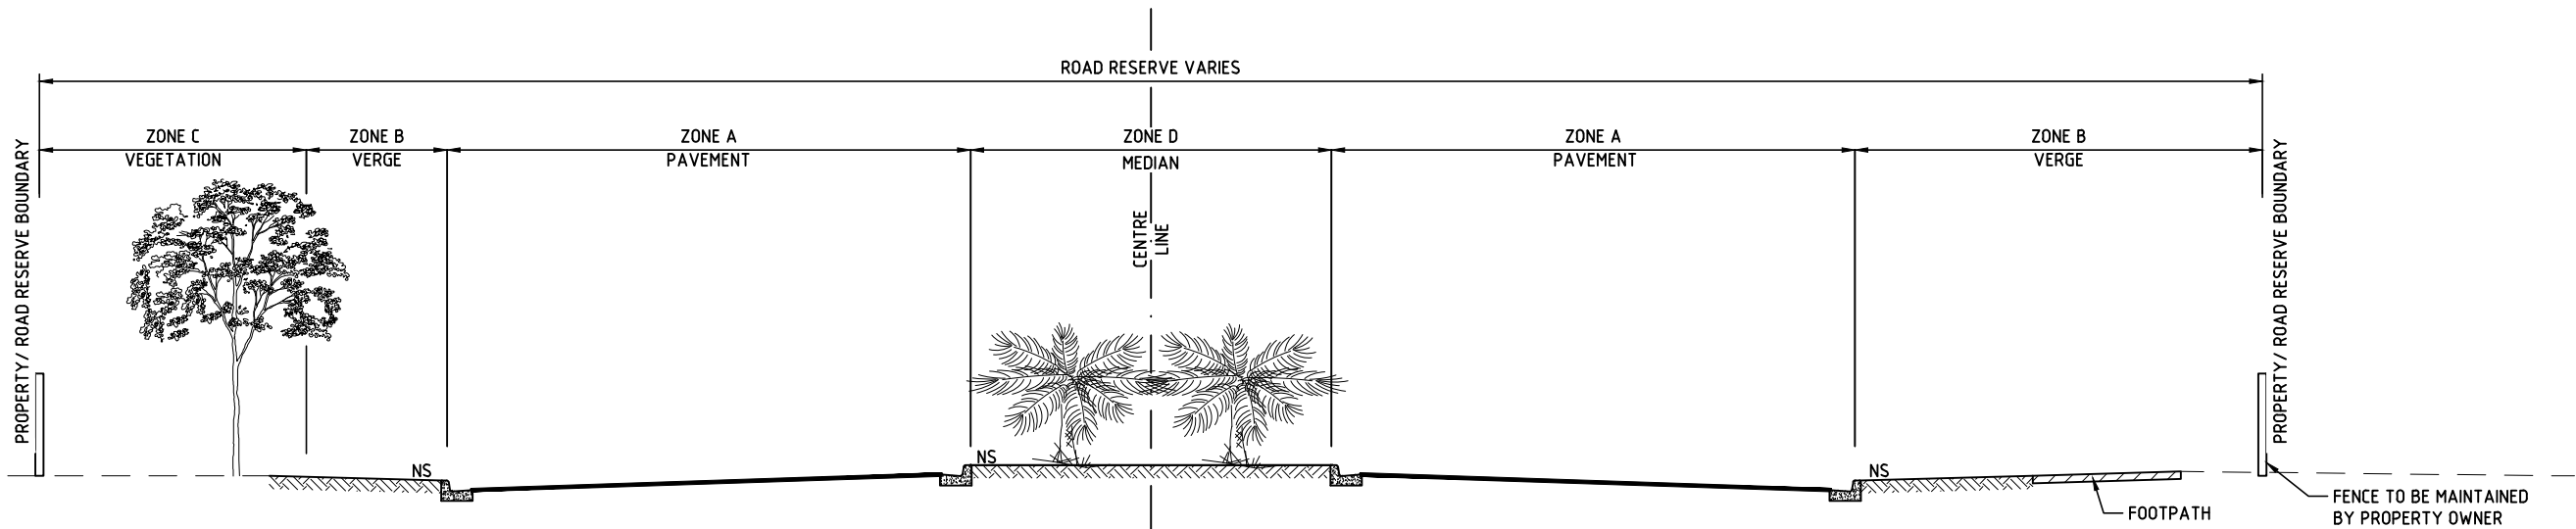 ROAD RESERVE VARIES
ZONE C
VEGETATION
ZONE B
VERGE
ZONE A
PAVEMENT
ZONE D
MEDIAN
ZONE A
PAVEMENT
ZONE B
VERGE
PROPERTY/ ROAD RESERVE BOUNDARY
CENTRE
LINE
PROPERTY/ ROAD RESERVE BOUNDARY
NS
NS
NS
FOOTPATH
FENCE TO BE MAINTAINED
BY PROPERTY OWNER